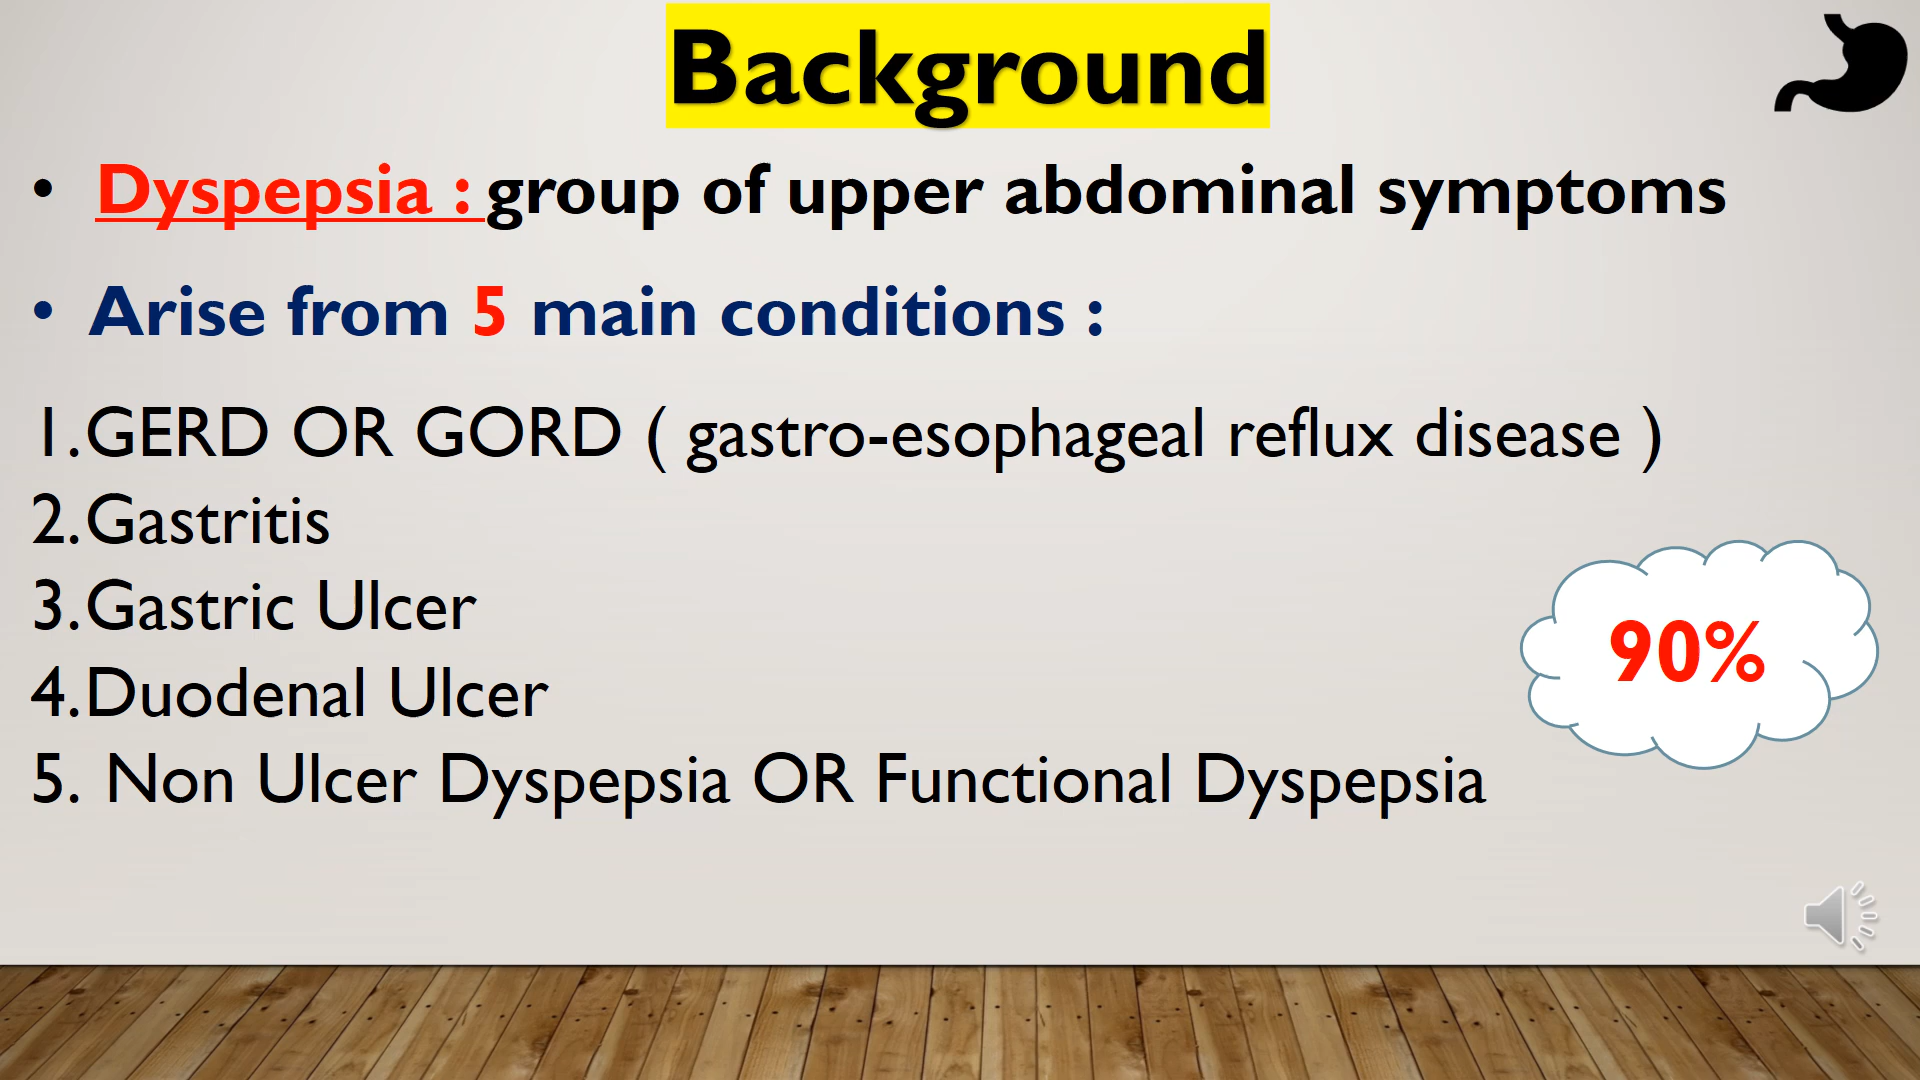 Background
• Dyspepsia : group of upper abdominal symptoms
• Arise from 5 main conditions :
1. GERD OR GORD ( gastro-esophageal reflux disease )
2. Gastritis
3. Gastric Ulcer
4. Duodenal Ulcer
90%
5. Non Ulcer Dyspepsia OR Functional Dyspepsia